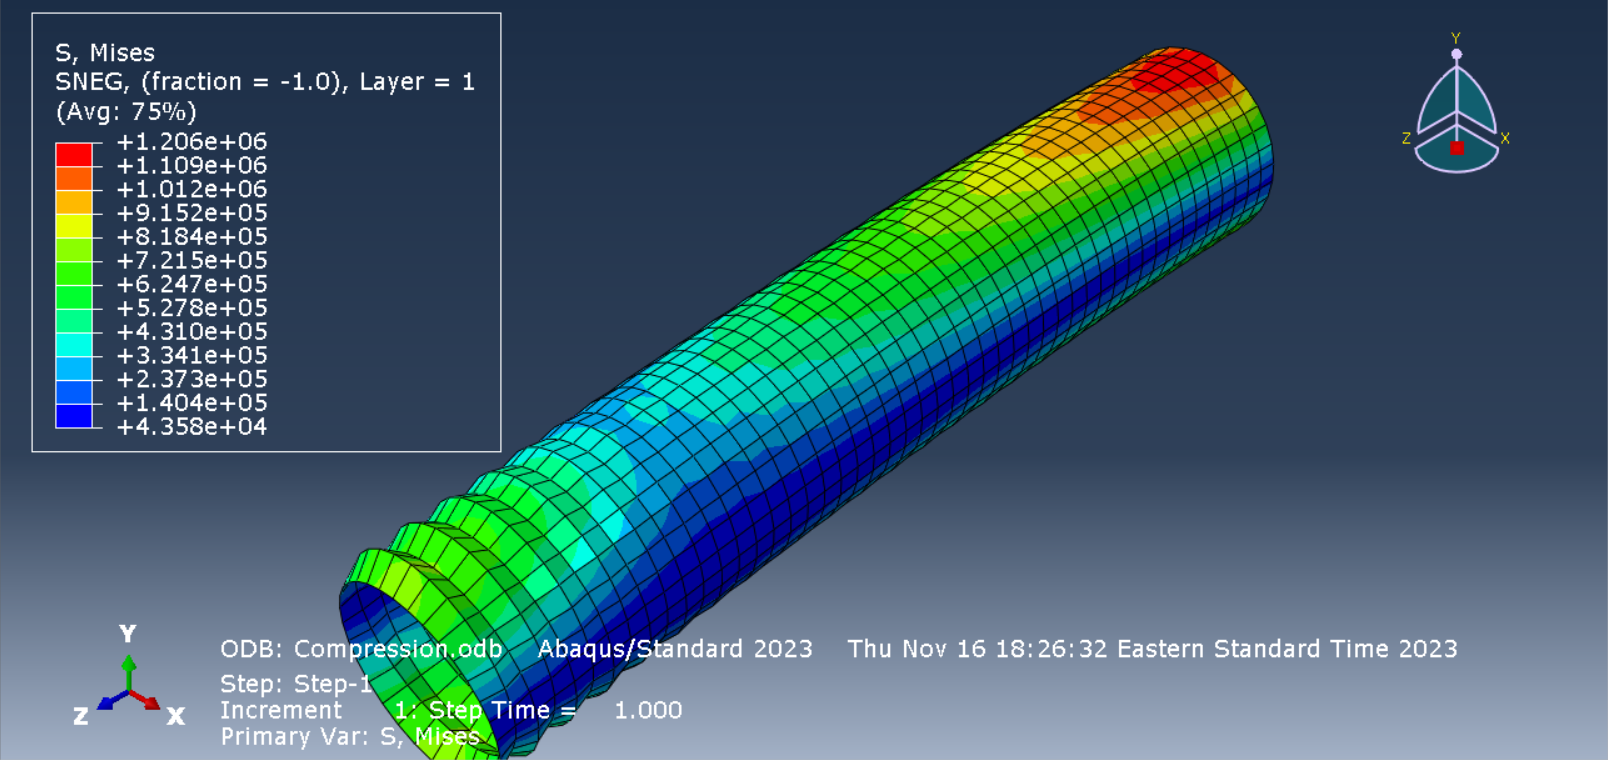 S, Mises
SNEG, (fraction = -1.0), Layer = 1
(Avg: 75%)
+1.206e+06
+1.109e+06
+1.012e+06
+9.152e+05
+8.184e+05
+7.215e+05
+6.247e+05
+5.278e+05
+4.310e+05
+3.341e+05
+2.373e+05
+1.404e+05
+4.358e+04
Y
Z
X
Y
Z
X
ODB: Compression.odb Abaqus/Standard 2023 Thu Nov 16 18:26:32 Eastern Standard Time 2023
Step: Step-1
Increment 1: Step Time = 1.000
Primary Var: S, Mises